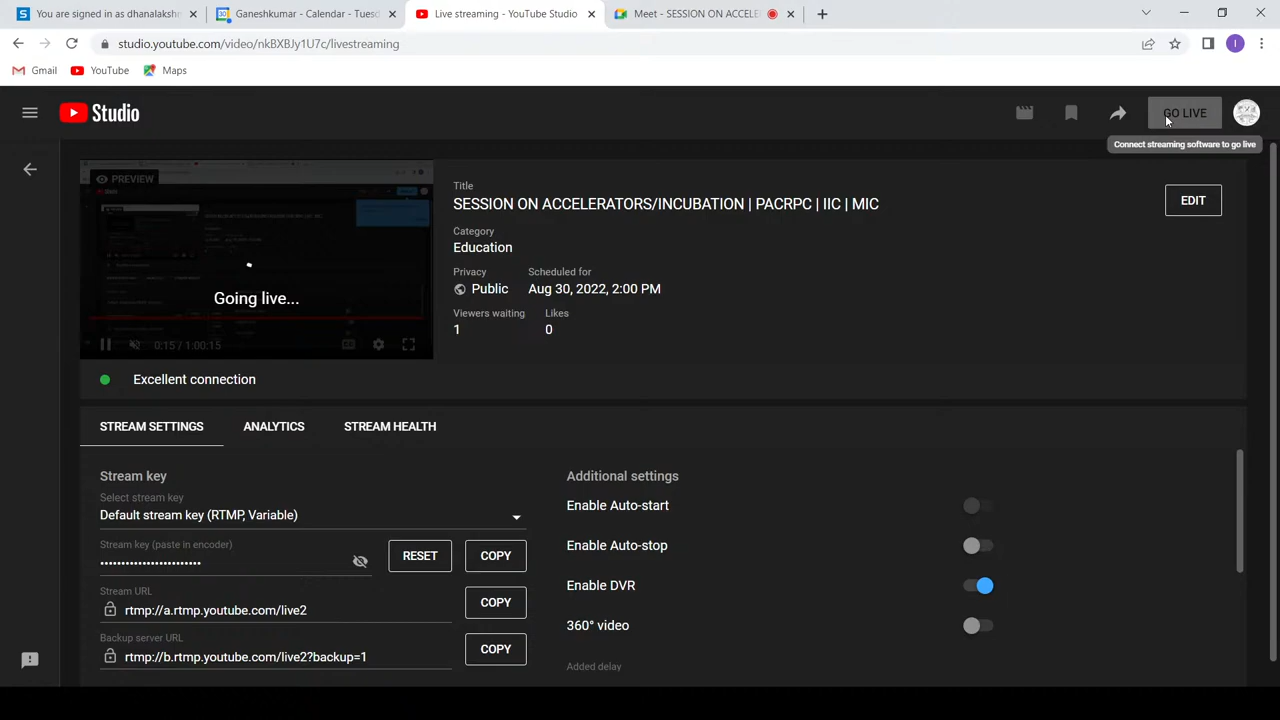 You are signed in as dhanalakshm
Ganeshkumar - Calendar - Tuesd
Live streaming - YouTube Studio
Meet - SESSION ON ACCELER
studio.youtube.com/video/nkBXBJy1U7c/livestreaming
Gmail YouTube Maps
Studio
GO LIVE
Connect streaming software to go live
PREVIEW
Going live...
0:15 / 1:00:15
Title
SESSION ON ACCELERATORS/INCUBATION | PACRPC | IIC | MIC
EDIT
Category
Education
Privacy Scheduled for
Public Aug 30, 2022, 2:00 PM
Viewers waiting Likes
1 0
Excellent connection
STREAM SETTINGS ANALYTICS STREAM HEALTH
Stream key
Select stream key
Default stream key (RTMP, Variable)
Stream key (paste in encoder)
••••••••••••••••••••••••
RESET COPY
Stream URL
rtmp://a.rtmp.youtube.com/live2
COPY
Backup server URL
rtmp://b.rtmp.youtube.com/live2?backup=1
COPY
Additional settings
Enable Auto-start
Enable Auto-stop
Enable DVR
360° video
Added delay